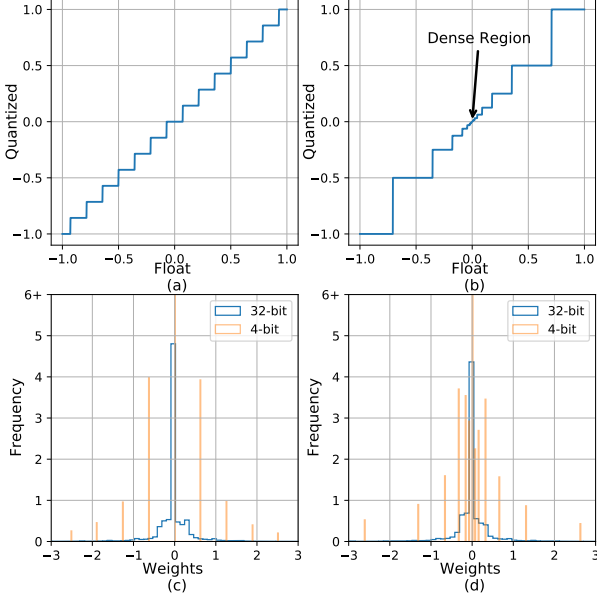 1.0
0.5
0.0
−0.5
−1.0
Quantized
−1.0 −0.5 0.0 0.5 1.0
Float
(a)
1.0
0.5
0.0
−0.5
−1.0
Quantized
Dense Region
−1.0 −0.5 0.0 0.5 1.0
Float
(b)
6+
5
4
3
2
1
0
Frequency
32-bit
4-bit
−3 −2 −1 0 1 2 3
Weights
(c)
6+
5
4
3
2
1
0
Frequency
32-bit
4-bit
−3 −2 −1 0 1 2 3
Weights
(d)